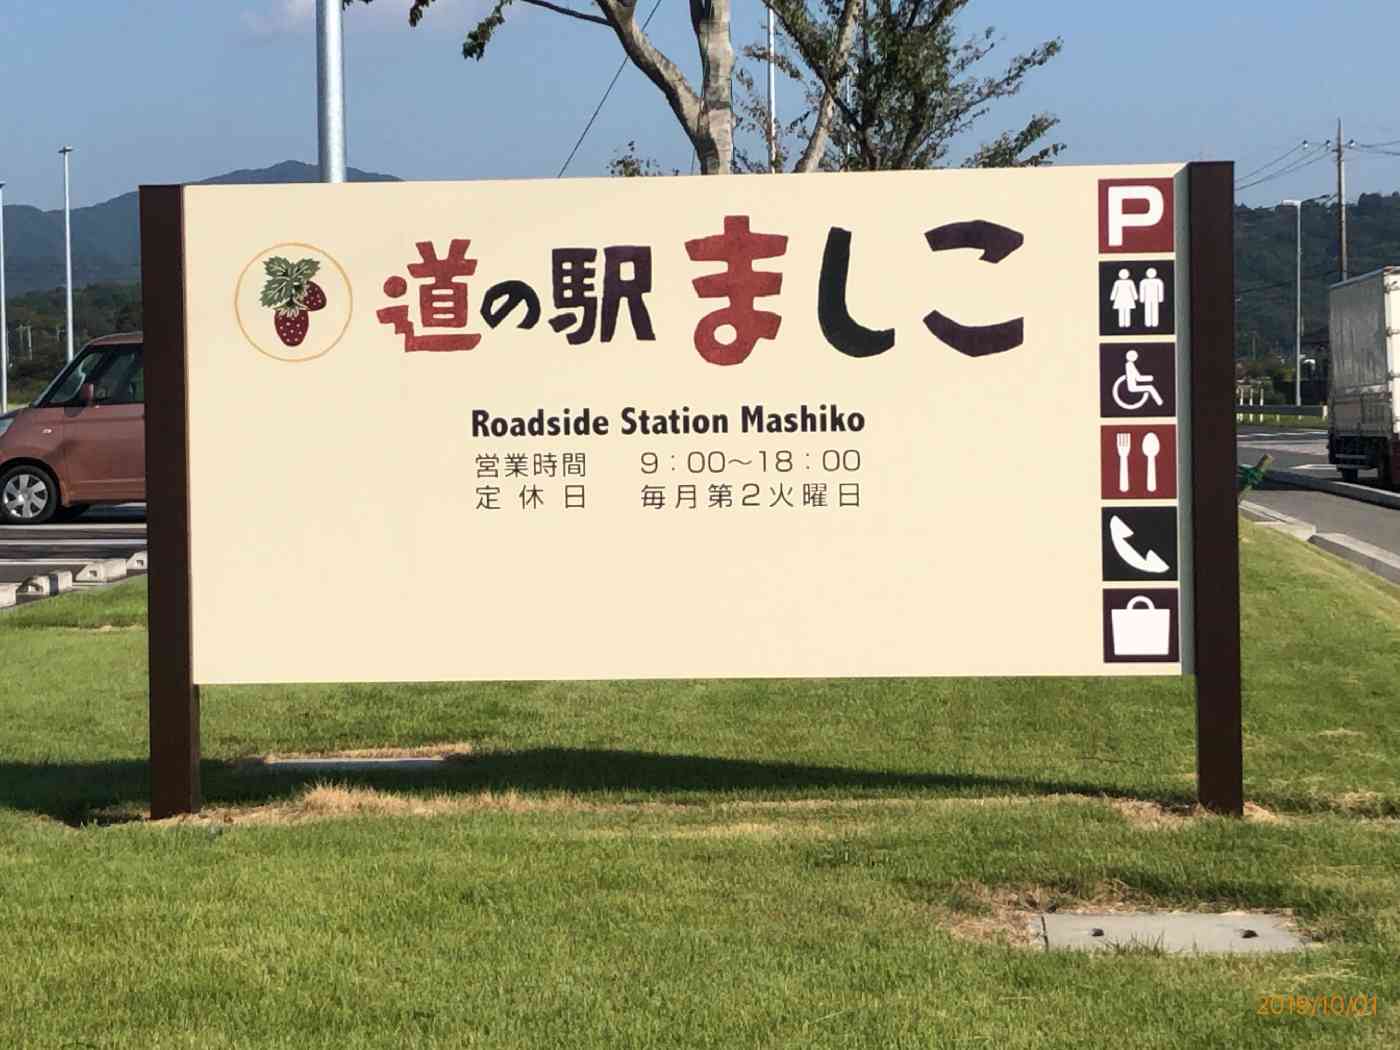 道の駅 ましこ
Roadside Station Mashiko
営業時間 9：00～18：00
定休日 毎月第2火曜日
P
2019/10/01